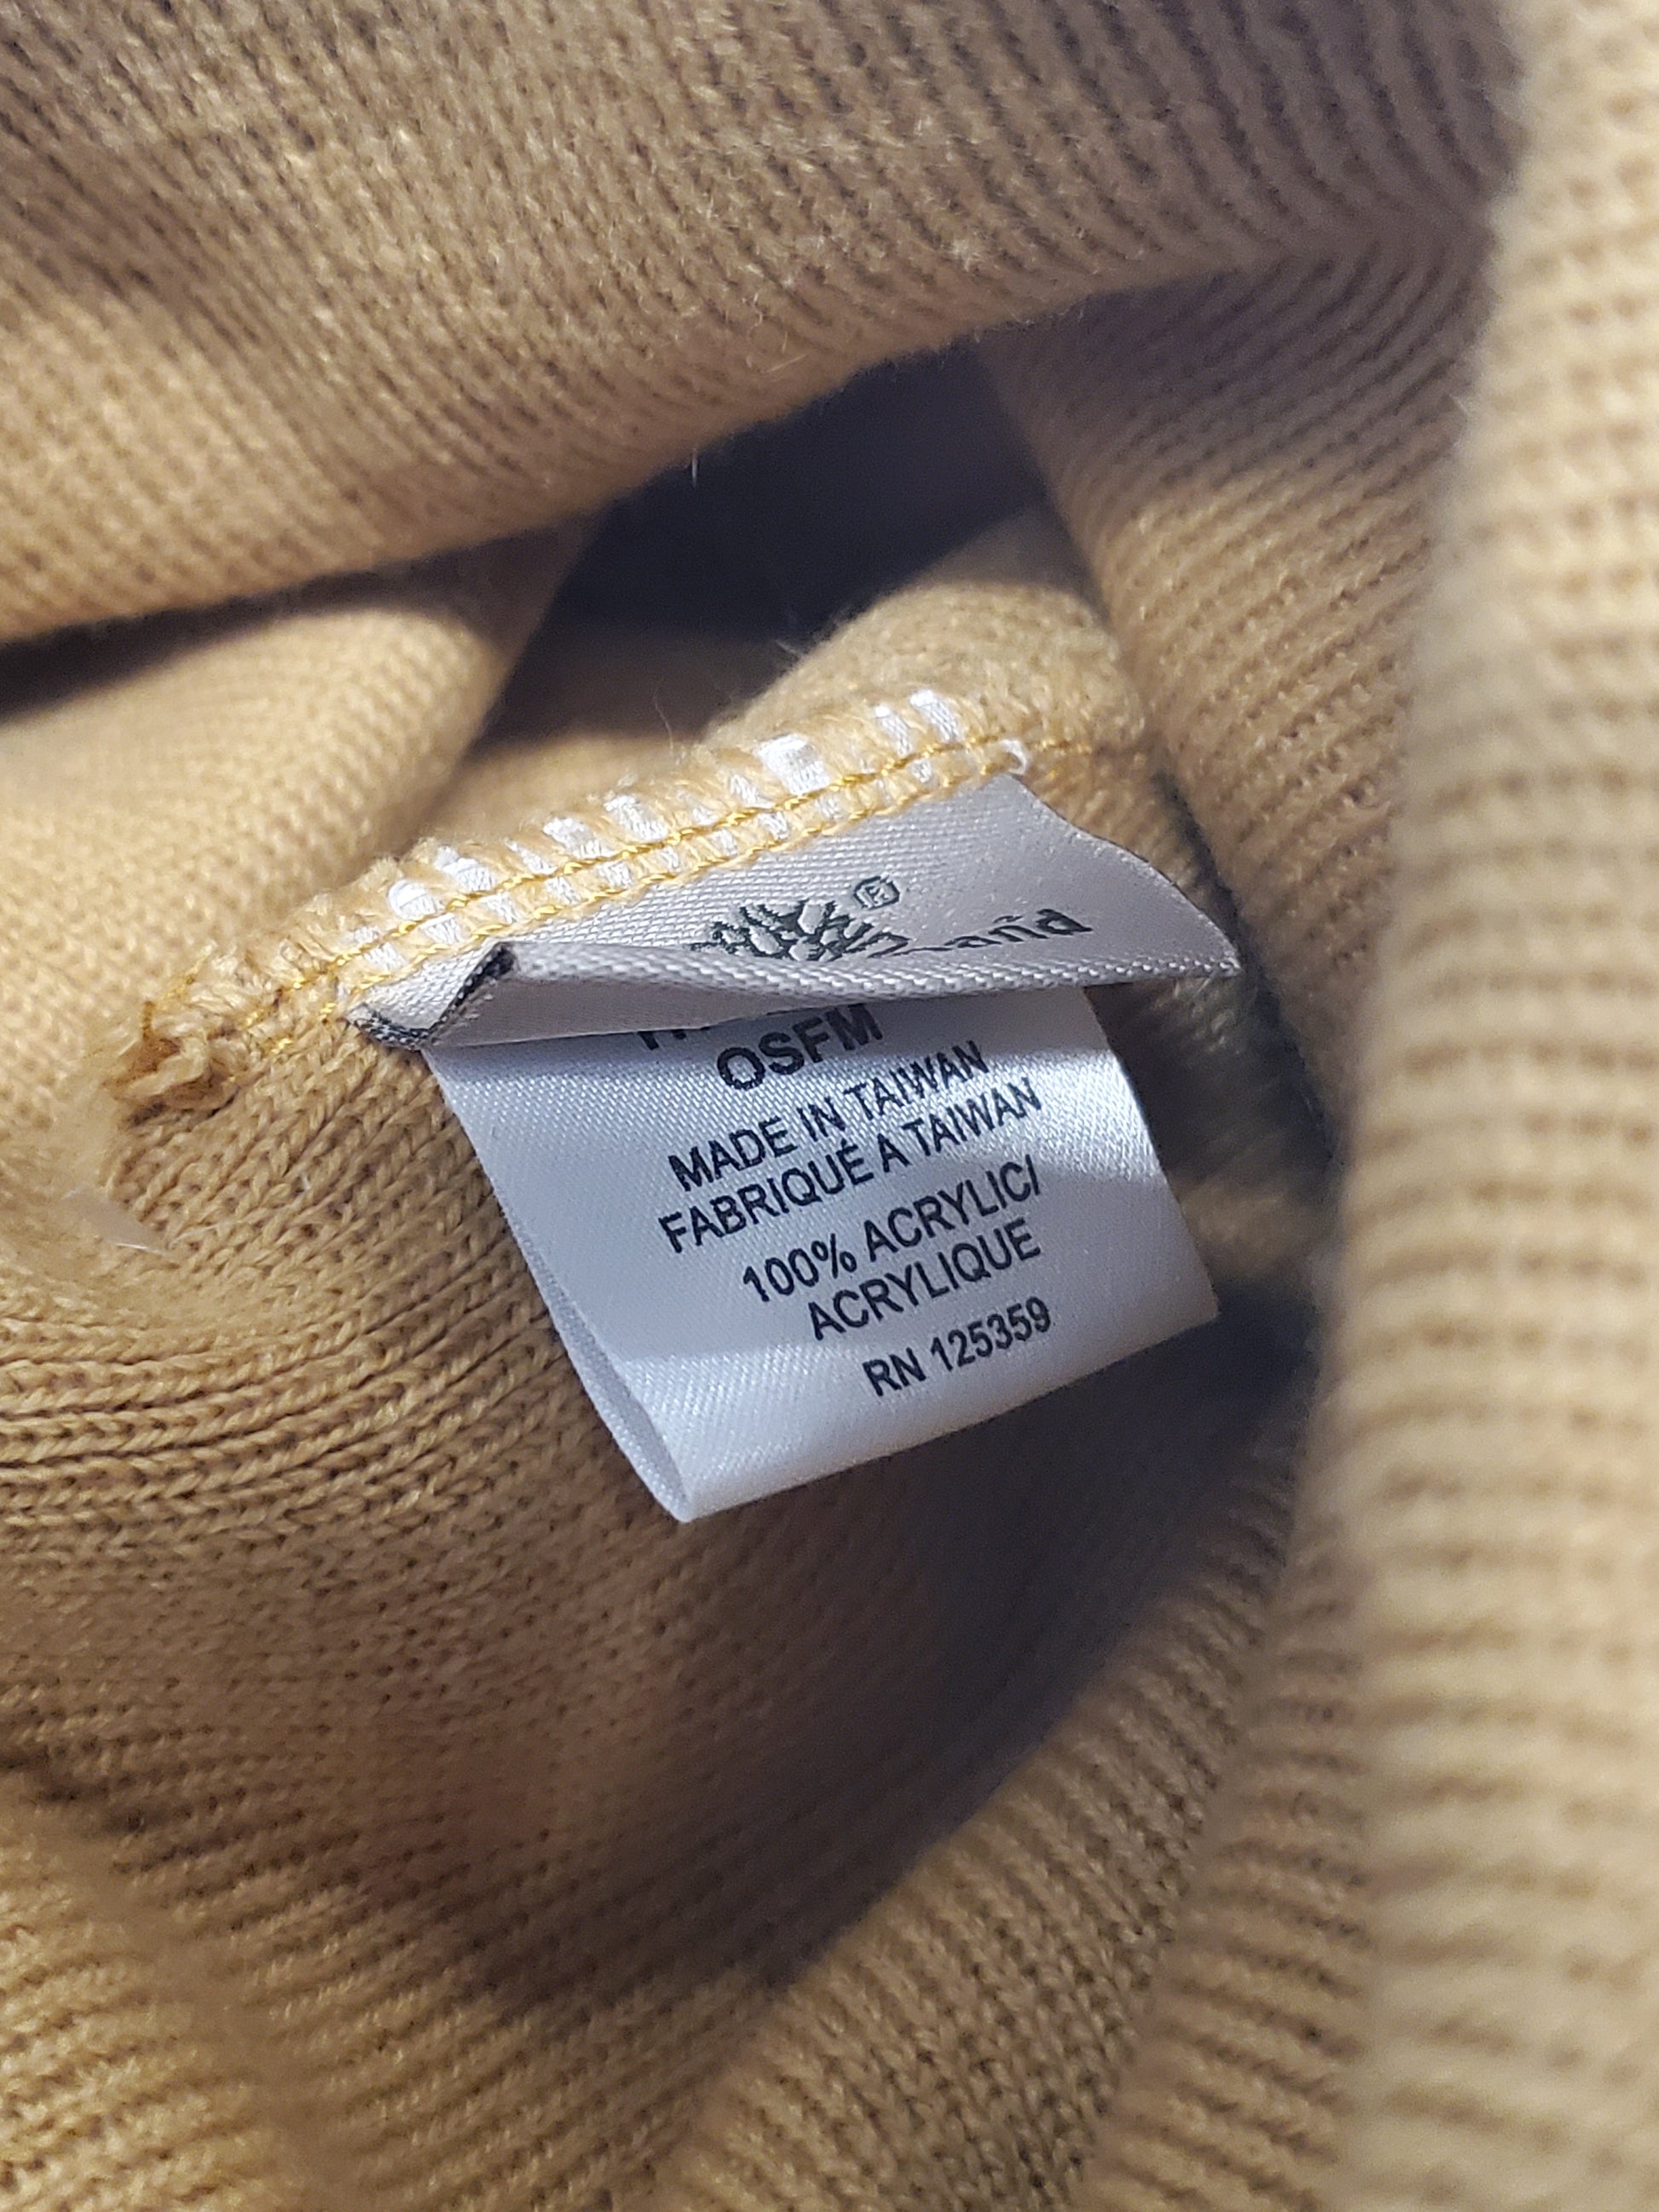 ®
OSFM
MADE IN TAIWAN
FABRIQUÉ A TAIWAN
100% ACRYLIC/
ACRYLIQUE
RN 125359